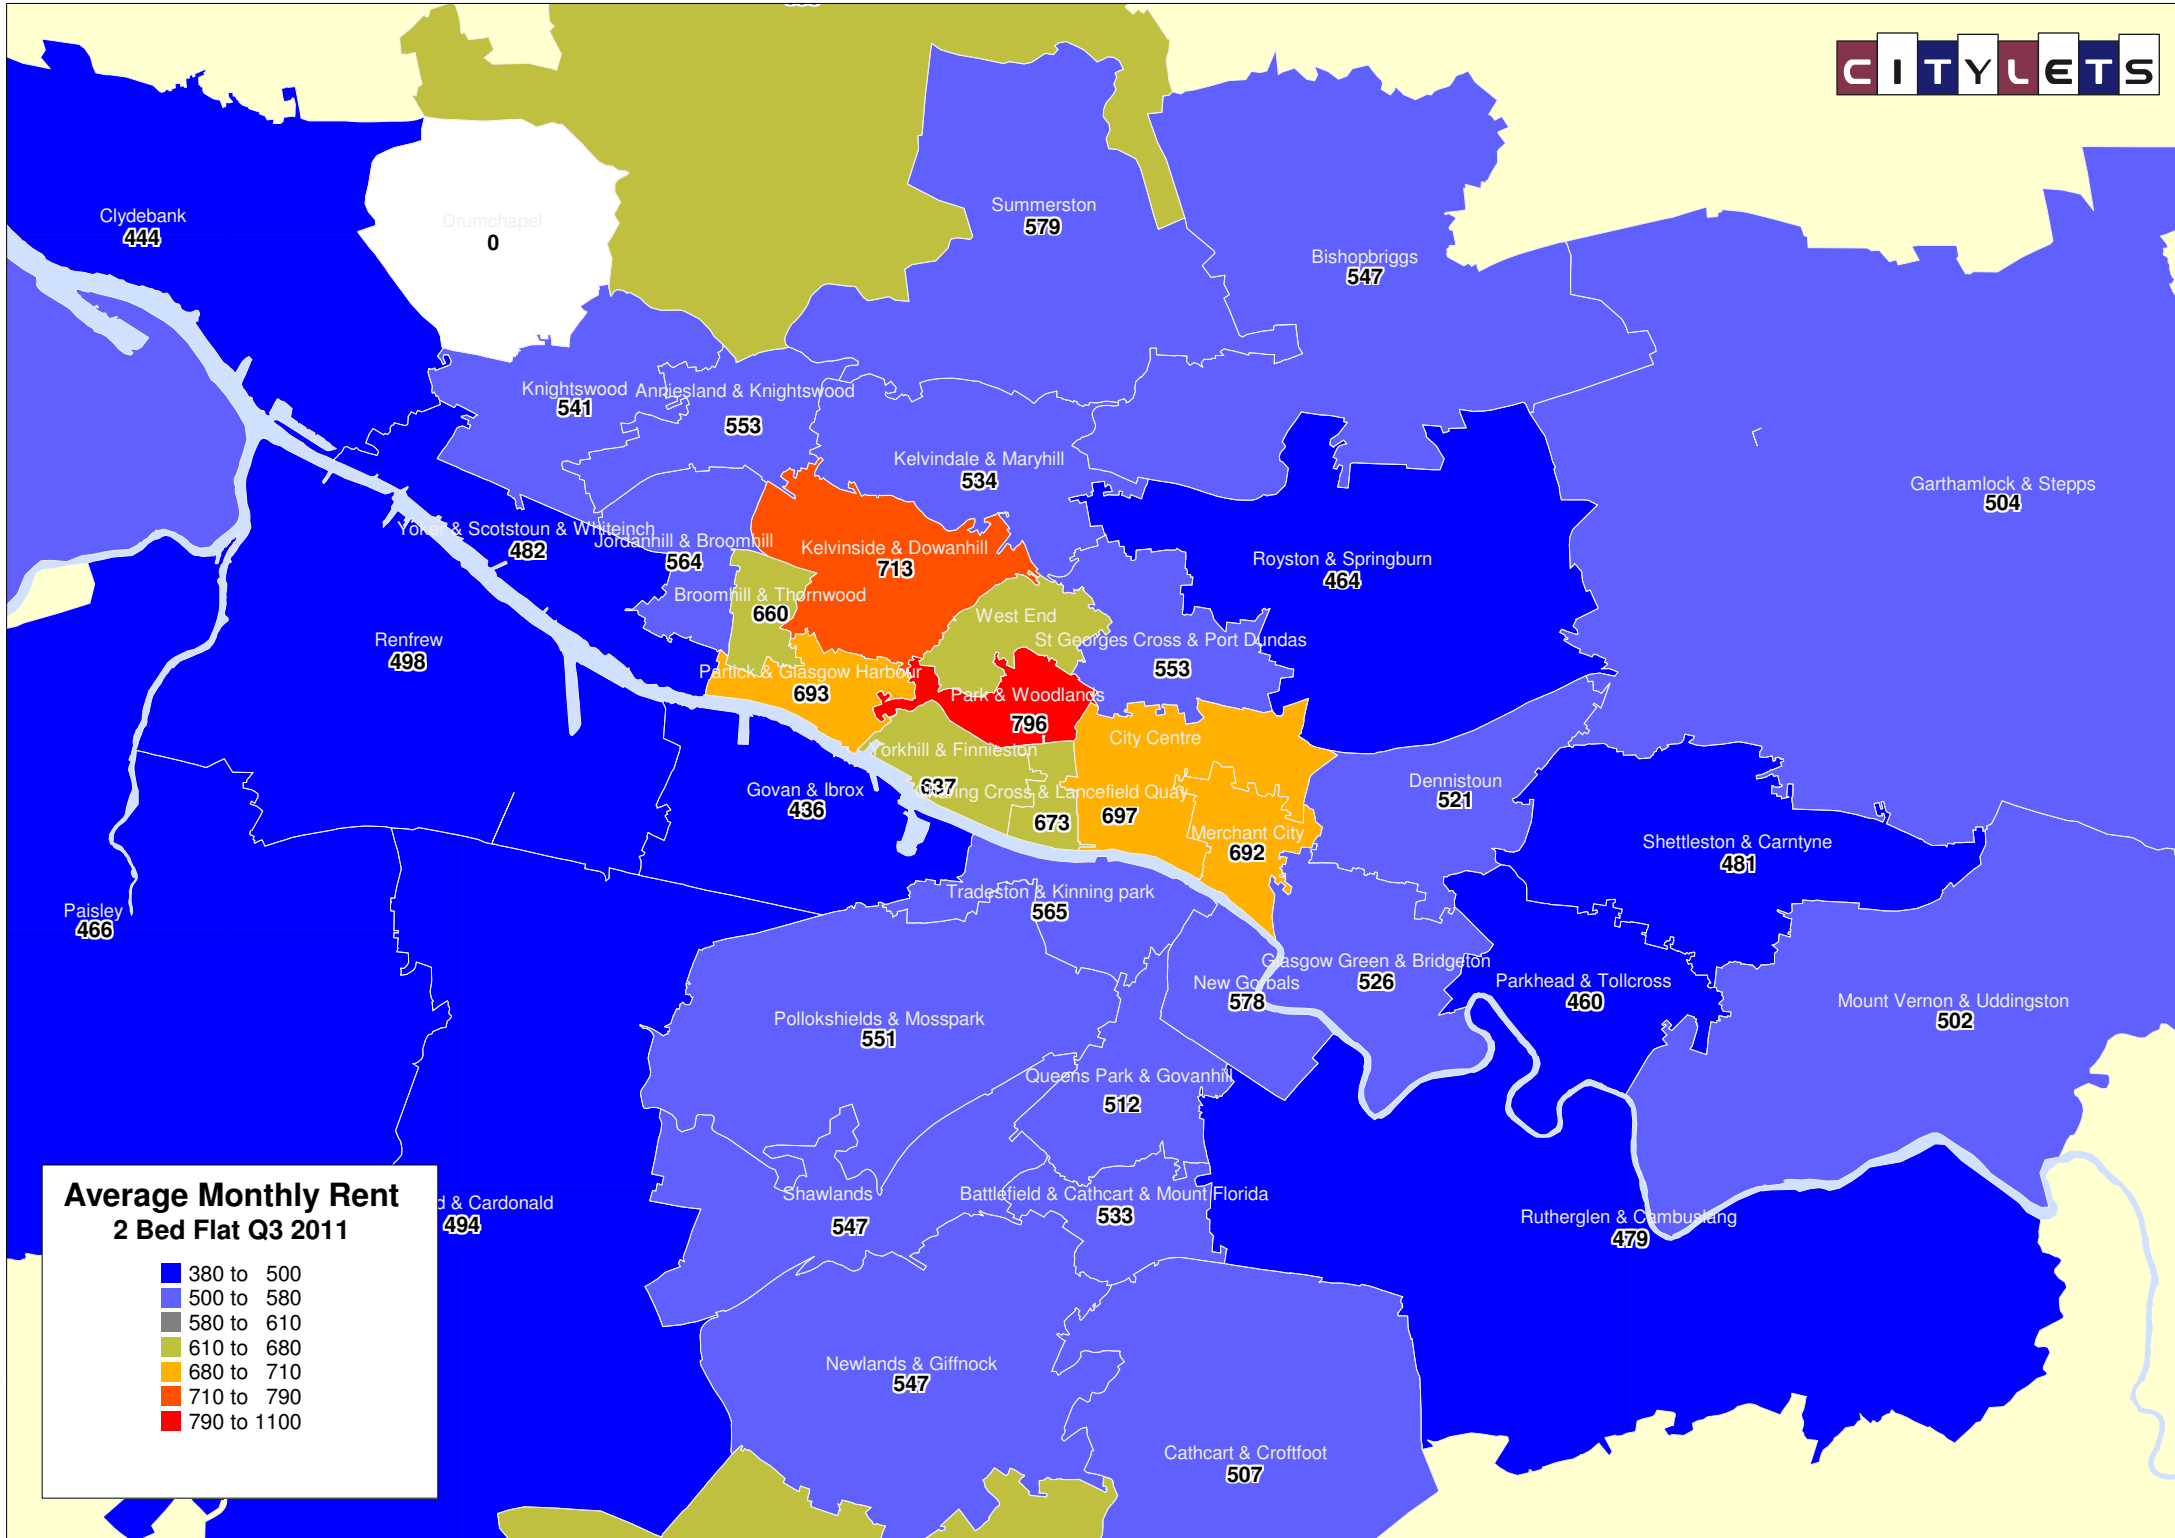 CITYLETS
Clydebank
444
Drumchapel
0
Summerston
579
Bishopbriggs
547
Knightswood
541
Anniesland & Knightswood
553
Kelvindale & Maryhill
534
Garthamlock & Stepps
504
Yoker & Scotstoun & Whiteinch
482
Jordanhill & Broomhill
564
Kelvinside & Dowanhill
713
Royston & Springburn
464
Broomhill & Thornwood
660
West End
St Georges Cross & Port Dundas
553
Renfrew
498
Partick & Glasgow Harbour
693
Park & Woodlands
796
City Centre
697
Yorkhill & Finnieston
637
Charing Cross & Lancefield Quay
673
Govan & Ibrox
436
Merchant City
692
Dennistoun
521
Shettleston & Carntyne
481
Tradeston & Kinning park
565
Paisley
466
Glasgow Green & Bridgeton
526
New Gorbals
578
Parkhead & Tollcross
460
Mount Vernon & Uddingston
502
Pollokshields & Mosspark
551
Queens Park & Govanhill
512
Shawlands
547
Battlefield & Cathcart & Mount Florida
533
d & Cardonald
494
Rutherglen & Cambuslang
479
Newlands & Giffnock
547
Cathcart & Croftfoot
507
Average Monthly Rent
2 Bed Flat Q3 2011
380 to 500
500 to 580
580 to 610
610 to 680
680 to 710
710 to 790
790 to 1100